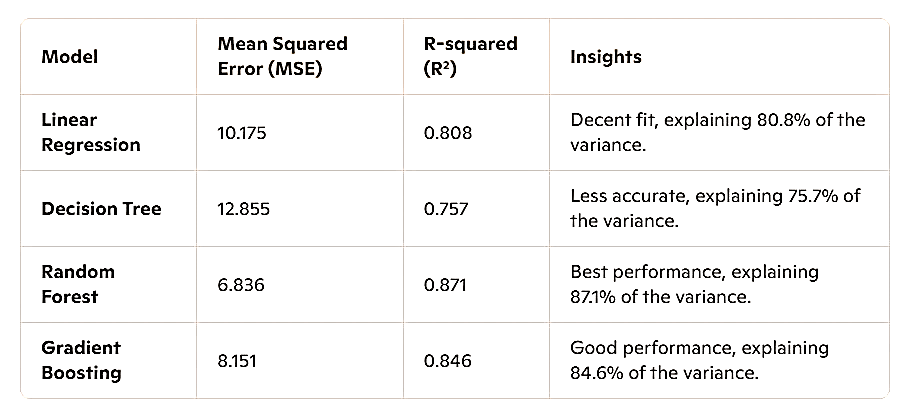 Model
Mean Squared
Error (MSE)
R-squared
(R²)
Insights
Linear
Regression
10.175
0.808
Decent fit, explaining 80.8% of the
variance.
Decision Tree
12.855
0.757
Less accurate, explaining 75.7% of
the variance.
Random
Forest
6.836
0.871
Best performance, explaining
87.1% of the variance.
Gradient
Boosting
8.151
0.846
Good performance, explaining
84.6% of the variance.